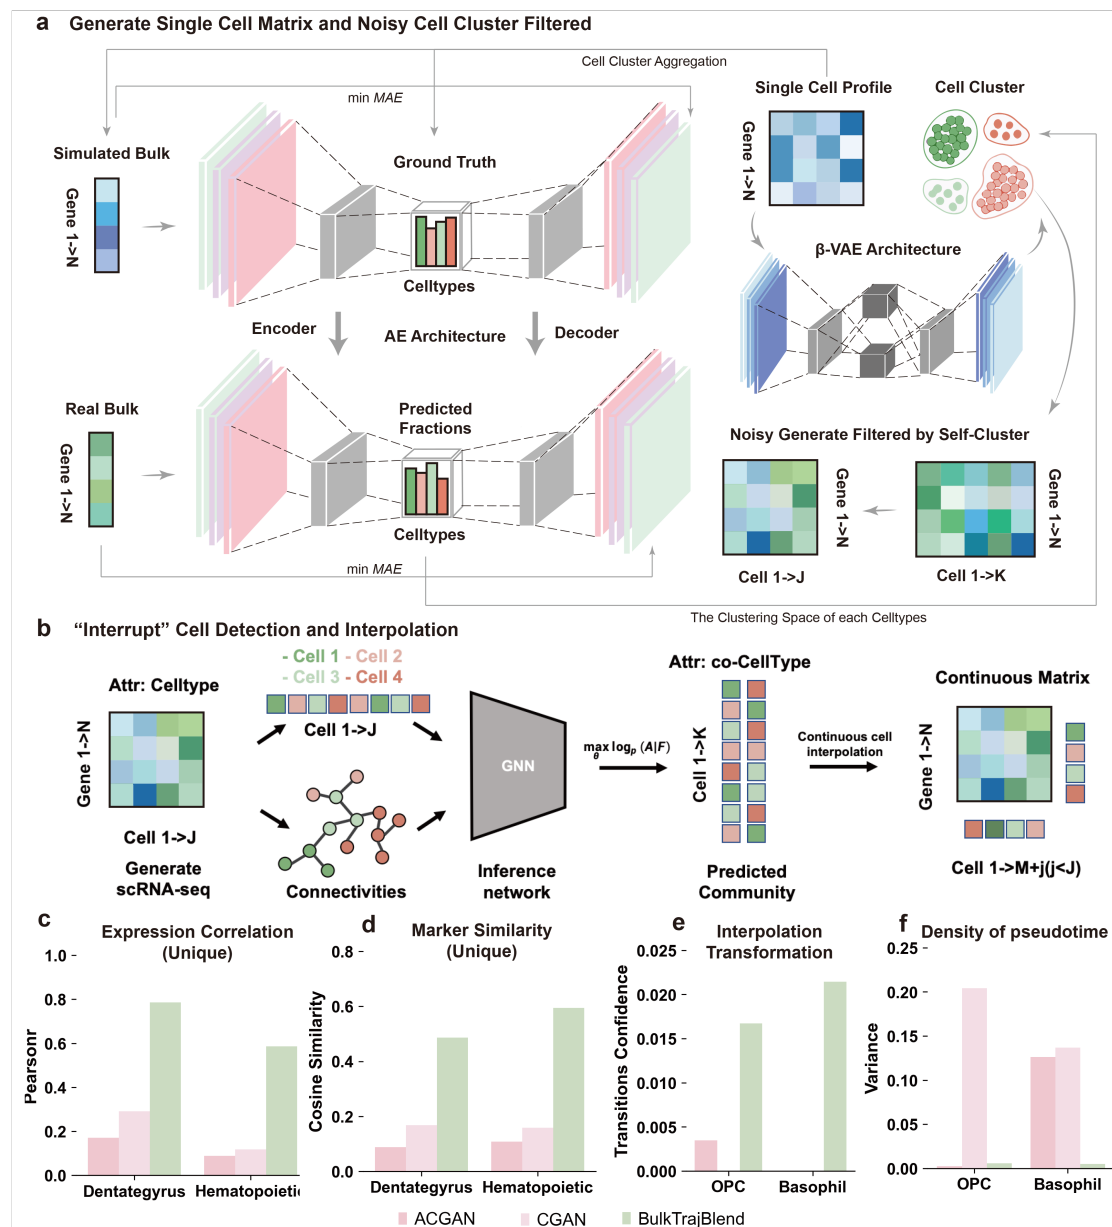 a Generate Single Cell Matrix and Noisy Cell Cluster Filtered
Cell Cluster Aggregation
min MAE
Single Cell Profile
Cell Cluster
Simulated Bulk
Gene 1->N
Ground Truth
Gene 1->N
Celltypes
β-VAE Architecture
Encoder
AE Architecture
Decoder
Real Bulk
Gene 1->N
Predicted
Fractions
Celltypes
min MAE
Noisy Generate Filtered by Self-Cluster
Gene 1->N
Gene 1->N
Cell 1->J
Cell 1->K
The Clustering Space of each Celltypes
b "Interrupt" Cell Detection and Interpolation
- Cell 1 - Cell 2
- Cell 3 - Cell 4
Attr: Celltype
Gene 1->N
Cell 1->J
Cell 1->J
Generate
scRNA-seq
Connectivities
GNN
Inference
network
max log p (A|F)
θ
Attr: co-CellType
Cell 1->K
Predicted
Community
Continuous cell
interpolation
Continuous Matrix
Gene 1->N
Cell 1->M+j(j<J)
c
Expression Correlation
(Unique)
Pearsonr
1.0
0.8
0.6
0.4
0.2
0.0
Dentategyrus
Hematopoietic
d
Marker Similarity
(Unique)
Cosine Similarity
0.8
0.6
0.4
0.2
0.0
Dentategyrus
Hematopoietic
e
Interpolation
Transformation
Transitions Confidence
0.025
0.020
0.015
0.010
0.005
0.000
OPC
Basophil
f
Density of pseudotime
Variance
0.25
0.20
0.15
0.10
0.05
0.00
OPC
Basophil
ACGAN
CGAN
BulkTrajBlend